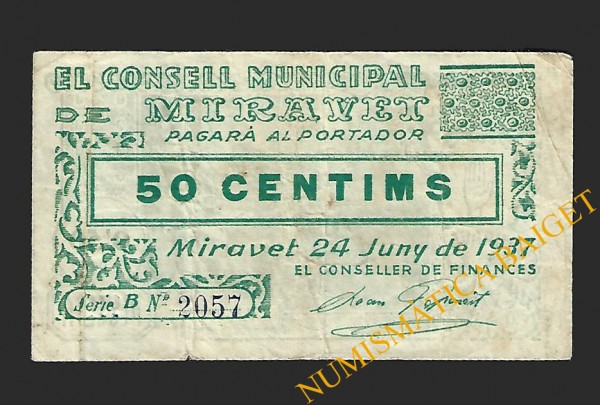 EL CONSELL MUNICIPAL
DE MIRAVET
PAGARÀ AL PORTADOR
50 CENTIMS
Miravet 24 Juny de 1937
EL CONSELLER DE FINANCES
Serie B Nº 2057
Joan
NUMISMATICA BAIGET